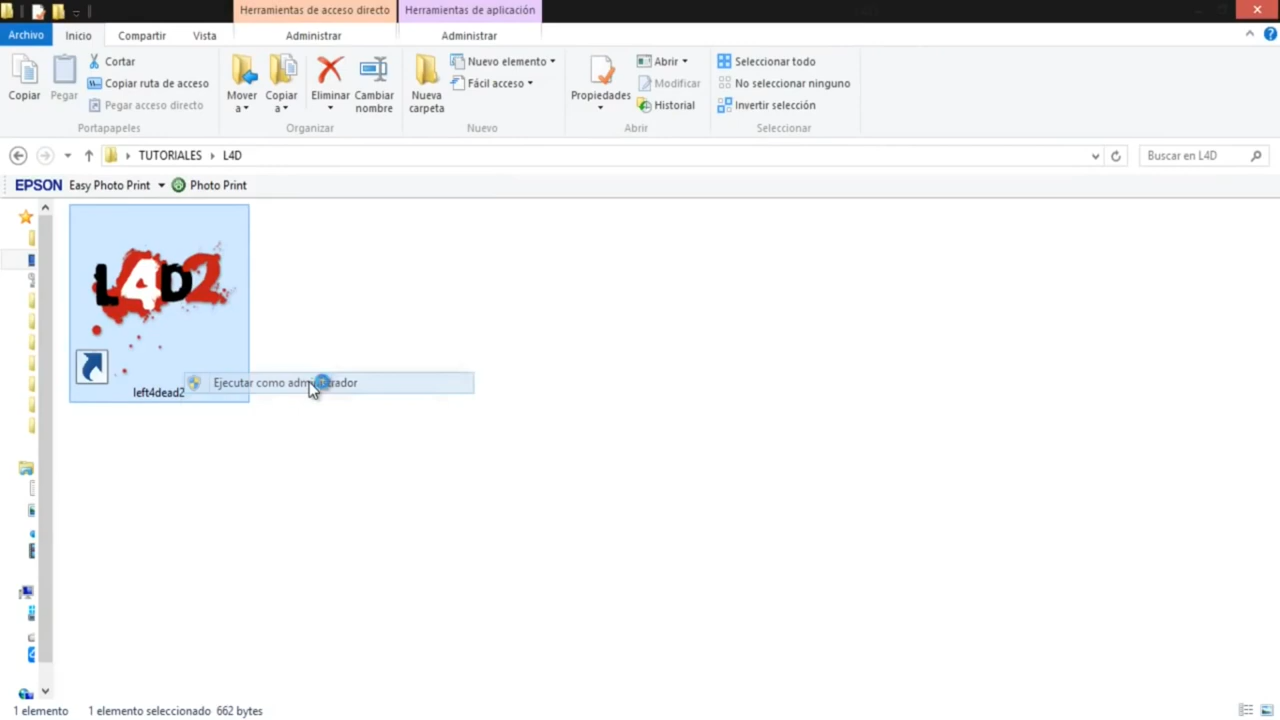 Herramientas de acceso directo Herramientas de aplicación
Archivo Inicio Compartir Vista Administrar Administrar
Copiar
Pegar
Cortar
Copiar ruta de acceso
Pegar acceso directo
Portapapeles
Mover a
Copiar a
Eliminar
Cambiar nombre
Organizar
Nueva carpeta
Nuevo elemento
Fácil acceso
Nuevo
Propiedades
Abrir
Modificar
Historial
Abrir
Seleccionar todo
No seleccionar ninguno
Invertir selección
Seleccionar
TUTORIALES L4D Buscar en L4D
EPSON Easy Photo Print Photo Print
L4D2
left4dead2
Ejecutar como administrador
1 elemento 1 elemento seleccionado 662 bytes